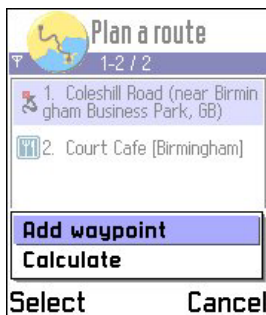 Plan a route
1-2 / 2
1. Coleshill Road (near Birmin
gham Business Park, GB)
2. Court Cafe [Birmingham]
Add waypoint
Calculate
Select Cancel